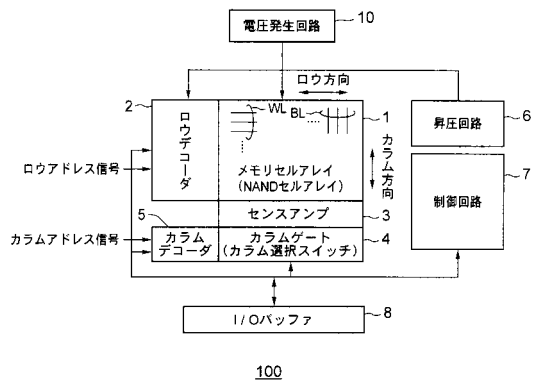 電圧発生回路
10
ロウ方向
2
WL
BL
1
ロウデコーダ
メモリセルアレイ
(NANDセルアレイ)
カラム方向
昇圧回路
6
7
ロウアドレス信号
制御回路
センスアンプ
3
5
カラムアドレス信号
カラム
デコーダ
カラムゲート
(カラム選択スイッチ)
4
I/Oバッファ
8
100